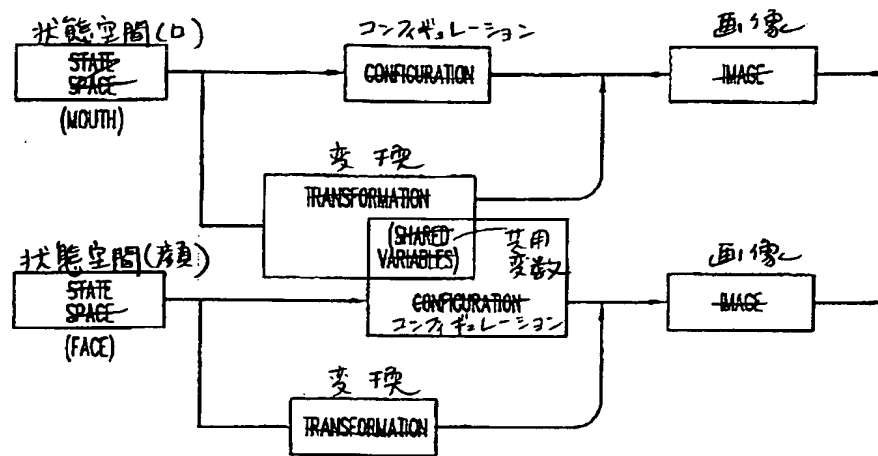 状態空間(口)
STATE
SPACE
(MOUTH)
コンフィギュレーション
CONFIGURATION
画像
IMAGE
変換
TRANSFORMATION
(SHARED
VARIABLES)
共用
変数
CONFIGURATION
コンフィギュレーション
状態空間(顔)
STATE
SPACE
(FACE)
画像
IMAGE
変換
TRANSFORMATION